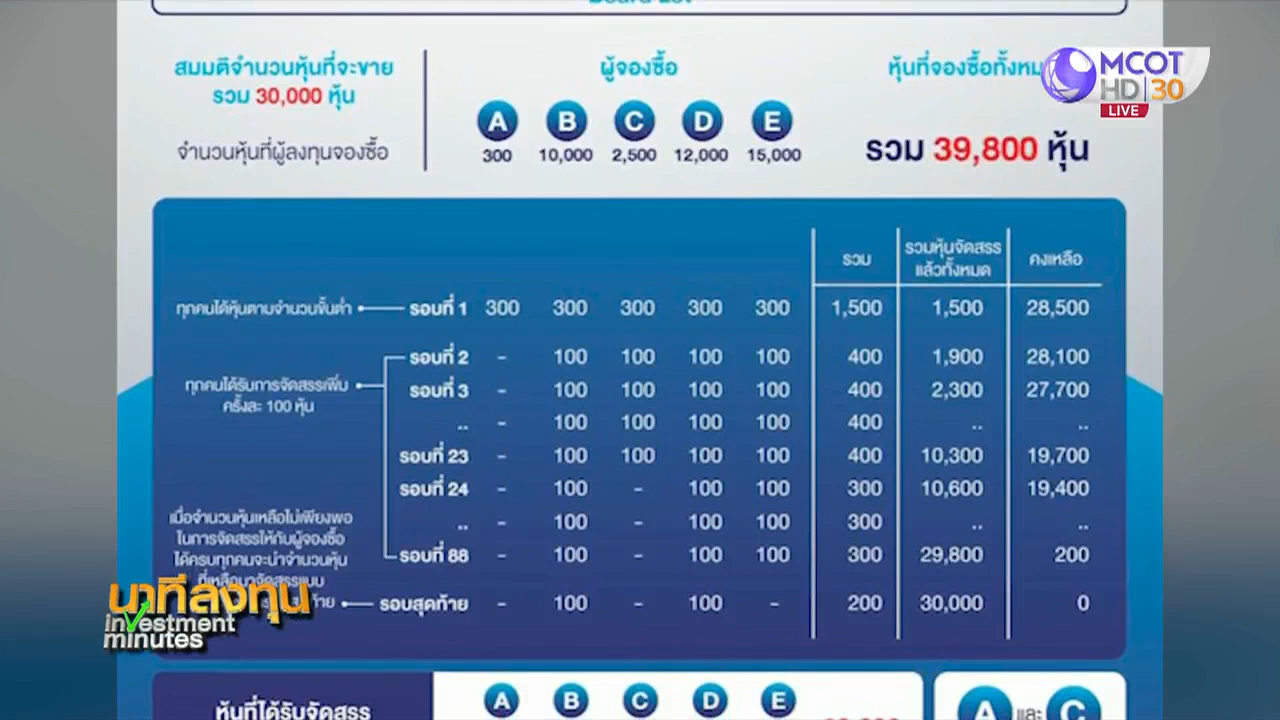 สมมติจำนวนหุ้นที่จะขาย
รวม 30,000 หุ้น
จำนวนหุ้นที่ผู้ลงทุนจองซื้อ
ผู้จองซื้อ
A B C D E
300 10,000 2,500 12,000 15,000
หุ้นที่จองซื้อทั้งหม
รวม 39,800 หุ้น
MCOT
HD 30
LIVE
รวม รวมหุ้นจัดสรร คงเหลือ
แล้วทั้งหมด
ทุกคนได้หุ้นตามจำนวนขั้นต่ำ รอบที่ 1 300 300 300 300 300 1,500 1,500 28,500
รอบที่ 2 - 100 100 100 100 400 1,900 28,100
ทุกคนได้รับการจัดสรรเพิ่ม
ครั้งละ 100 หุ้น
รอบที่ 3 - 100 100 100 100 400 2,300 27,700
.. - 100 100 100 100 400 .. ..
รอบที่ 23 - 100 100 100 100 400 10,300 19,700
รอบที่ 24 - 100 - 100 100 300 10,600 19,400
.. - 100 - 100 100 300 .. ..
รอบที่ 88 - 100 - 100 100 300 29,800 200
เมื่อจำนวนหุ้นเหลือไม่เพียงพอ
ในการจัดสรรให้กับผู้จองซื้อ
ได้ครบทุกคนจะนำจำนวนหุ้น
ที่เหลือมาจัดสรรแบบ
รอบสุดท้าย - 100 - 100 - 200 30,000 0
นาทีลงทุน
investment
minutes
หุ้นที่ได้รับจัดสรร
A B C D E
A และ C